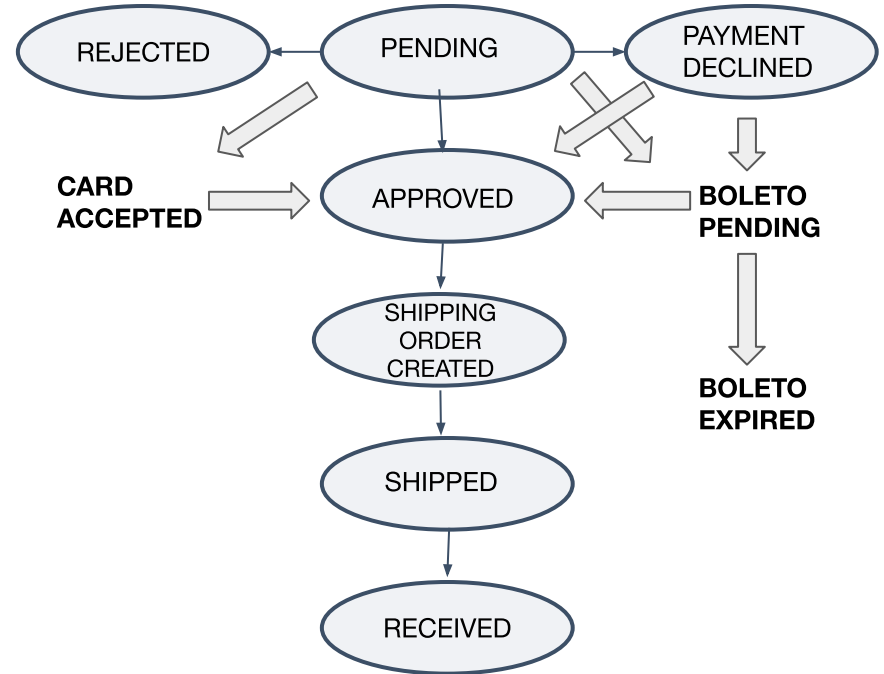 REJECTED
PENDING
PAYMENT
DECLINED
CARD
ACCEPTED
APPROVED
BOLETO
PENDING
SHIPPING
ORDER
CREATED
BOLETO
EXPIRED
SHIPPED
RECEIVED